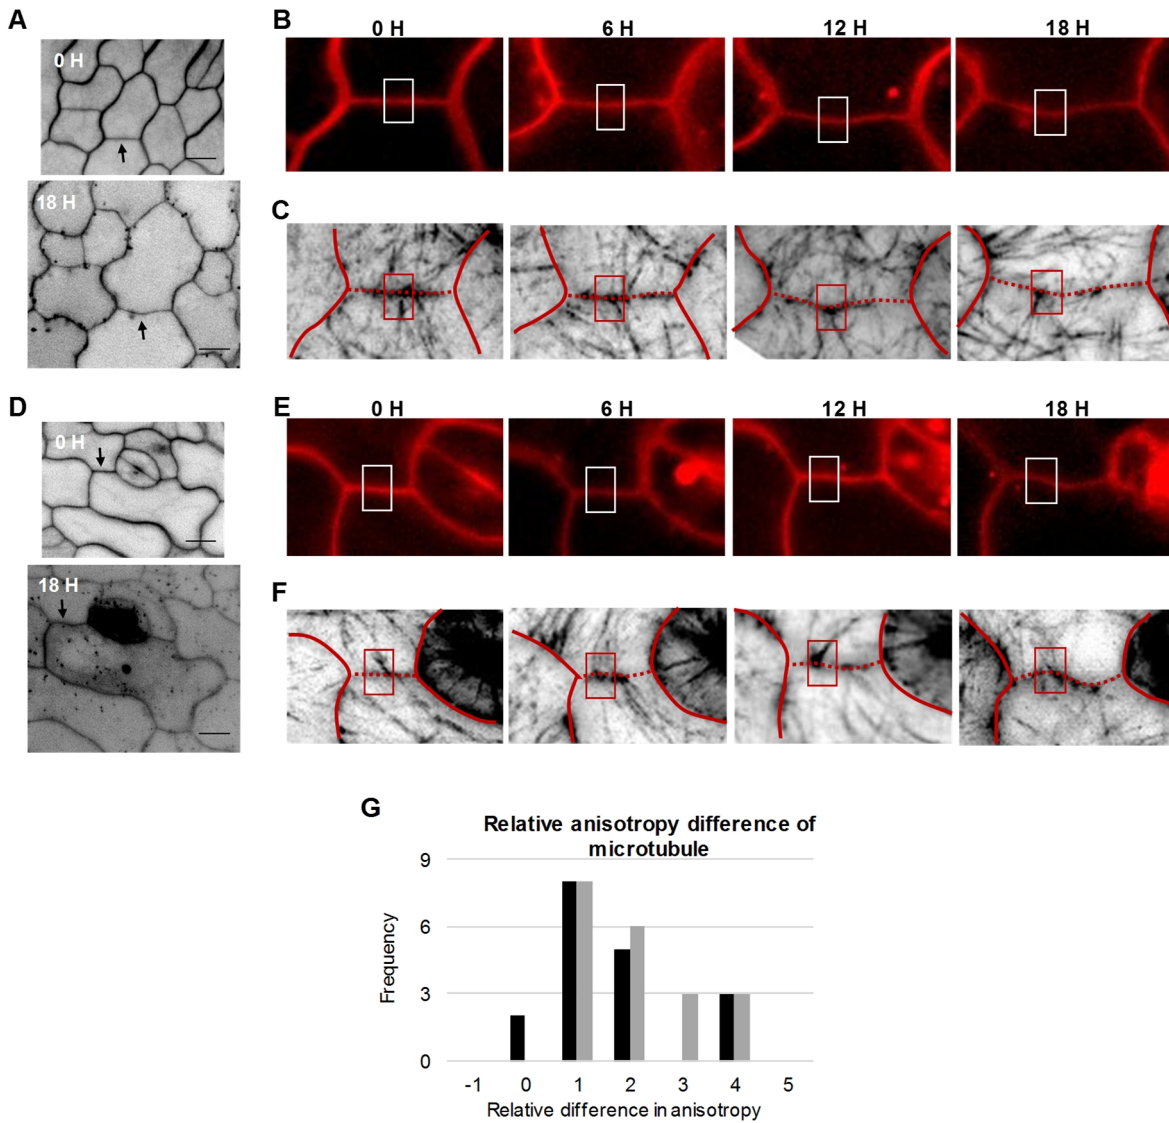 A
0 H
18 H
B
0 H
6 H
12 H
18 H
C
D
0 H
18 H
E
0 H
6 H
12 H
18 H
F
G
Relative anisotropy difference of
microtubule
9
6
3
0
Frequency
-1 0 1 2 3 4 5
Relative difference in anisotropy